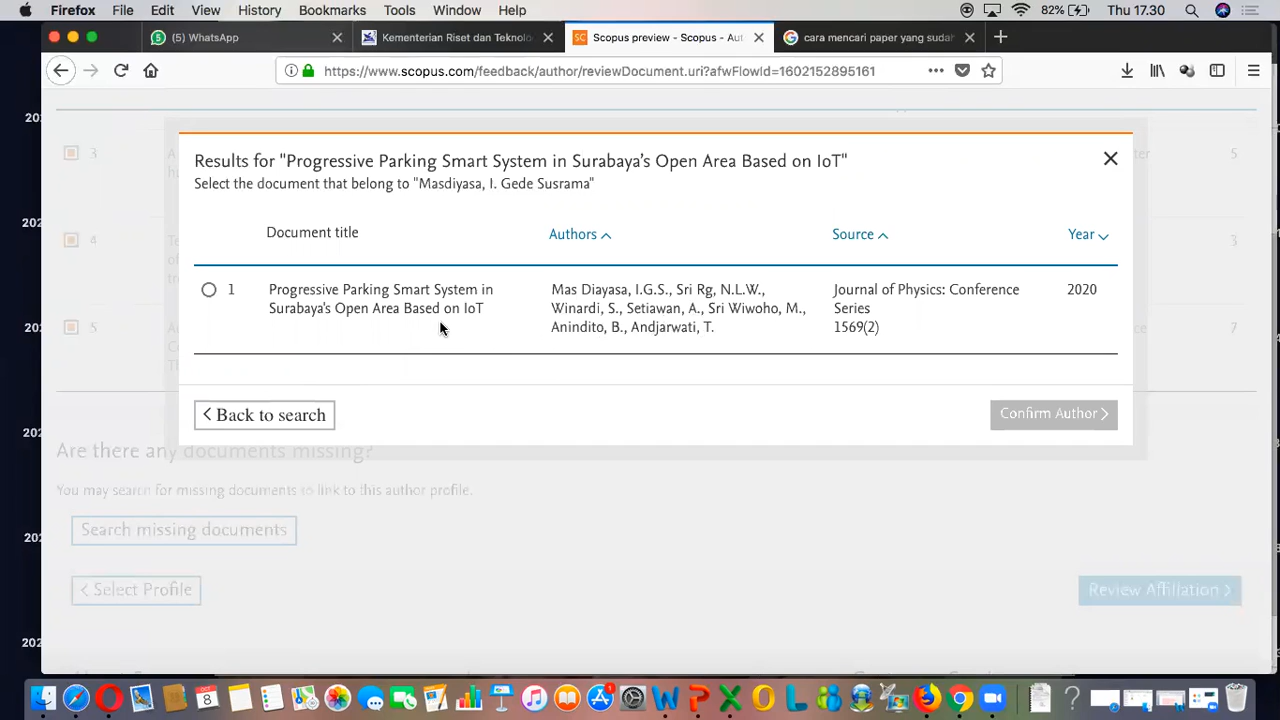 Firefox File Edit View History Bookmarks Tools Window Help 82% Thu 17.30
(5) WhatsApp
Kementerian Riset dan Teknolo
Scopus preview - Scopus - Aut
cara mencari paper yang sudah
https://www.scopus.com/feedback/author/reviewDocument.uri?afwFlowId=1602152895161
Results for "Progressive Parking Smart System in Surabaya's Open Area Based on IoT"
Select the document that belong to "Masdiyasa, I. Gede Susrama"
Document title Authors Source Year
1 Progressive Parking Smart System in Surabaya's Open Area Based on IoT
Mas Diayasa, I.G.S., Sri Rg, N.L.W.,
Winardi, S., Setiawan, A., Sri Wiwoho, M.,
Anindito, B., Andjarwati, T.
Journal of Physics: Conference
Series
1569(2)
2020
Back to search
Confirm Author
3
5
4
3
5
7
Are there any documents missing?
You may search for missing documents to link to this author profile.
Search missing documents
Select Profile
Review Affiliation